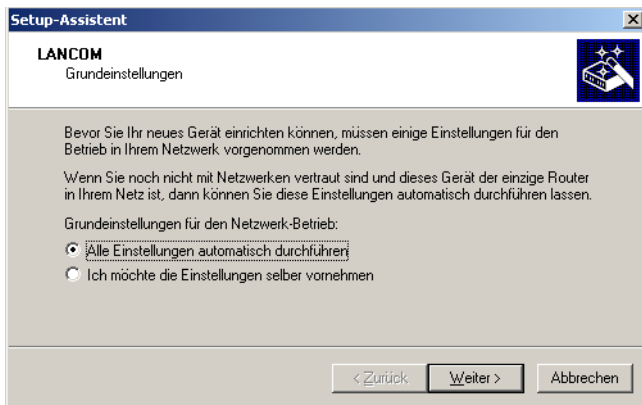 Setup-Assistent
LANCOM
Grundeinstellungen
Bevor Sie Ihr neues Gerät einrichten können, müssen einige Einstellungen für den
Betrieb in Ihrem Netzwerk vorgenommen werden.
Wenn Sie noch nicht mit Netzwerken vertraut sind und dieses Gerät der einzige Router
in Ihrem Netz ist, dann können Sie diese Einstellungen automatisch durchführen lassen.
Grundeinstellungen für den Netzwerk-Betrieb:
Alle Einstellungen automatisch durchführen
Ich möchte die Einstellungen selber vornehmen
< Zurück Weiter > Abbrechen